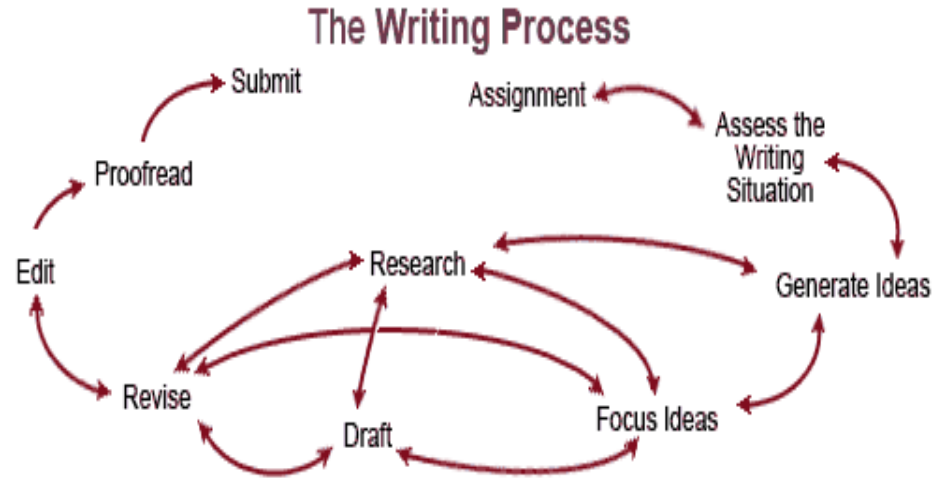 The Writing Process
Submit
Assignment
Assess the
Writing
Situation
Proofread
Research
Edit
Generate Ideas
Revise
Focus Ideas
Draft